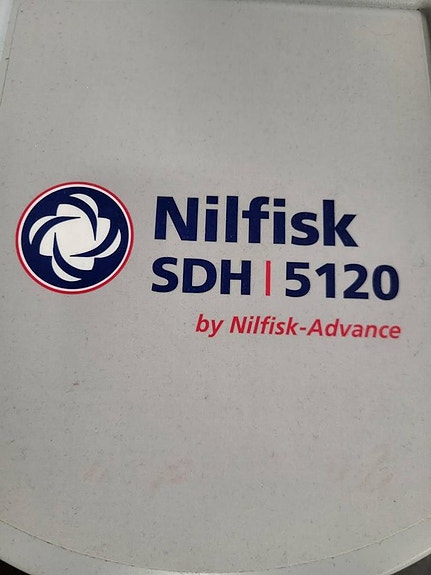 Nilfisk
SDH | 5120
by Nilfisk-Advance